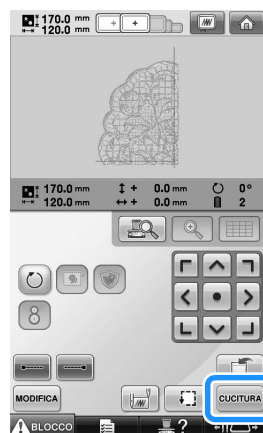 170.0 mm
120.0 mm
170.0 mm + 0.0 mm 0°
120.0 mm + 0.0 mm 2
8
MODIFICA CUCITURA
BLOCCO ?